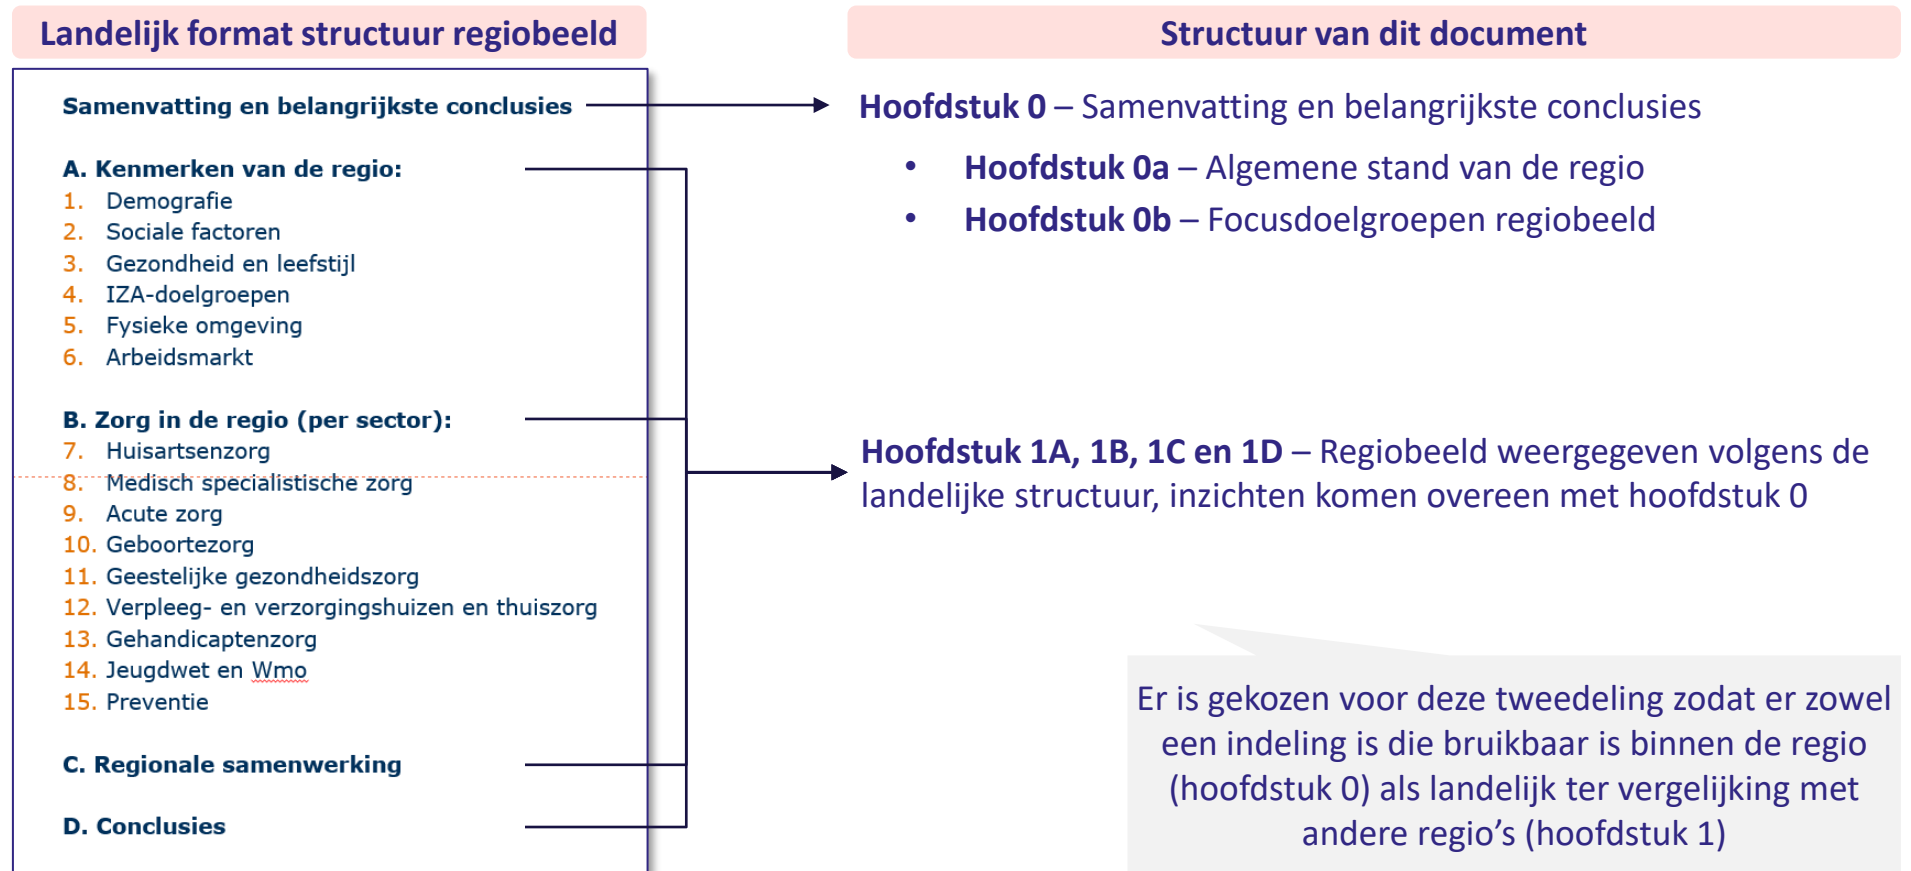 Landelijk format structuur regiobeeld
Samenvatting en belangrijkste conclusies
A. Kenmerken van de regio:
1. Demografie
2. Sociale factoren
3. Gezondheid en leefstijl
4. IZA-doelgroepen
5. Fysieke omgeving
6. Arbeidsmarkt
B. Zorg in de regio (per sector):
7. Huisartsenzorg
8. Medisch specialistische zorg
9. Acute zorg
10. Geboortezorg
11. Geestelijke gezondheidszorg
12. Verpleeg- en verzorgingshuizen en thuiszorg
13. Gehandicaptenzorg
14. Jeugdwet en Wmo
15. Preventie
C. Regionale samenwerking
D. Conclusies
Structuur van dit document
Hoofdstuk 0 – Samenvatting en belangrijkste conclusies
• Hoofdstuk 0a – Algemene stand van de regio
• Hoofdstuk 0b – Focusdoelgroepen regiobeeld
Hoofdstuk 1A, 1B, 1C en 1D – Regiobeeld weergegeven volgens de
landelijke structuur, inzichten komen overeen met hoofdstuk 0
Er is gekozen voor deze tweedeling zodat er zowel
een indeling is die bruikbaar is binnen de regio
(hoofdstuk 0) als landelijk ter vergelijking met
andere regio's (hoofdstuk 1)